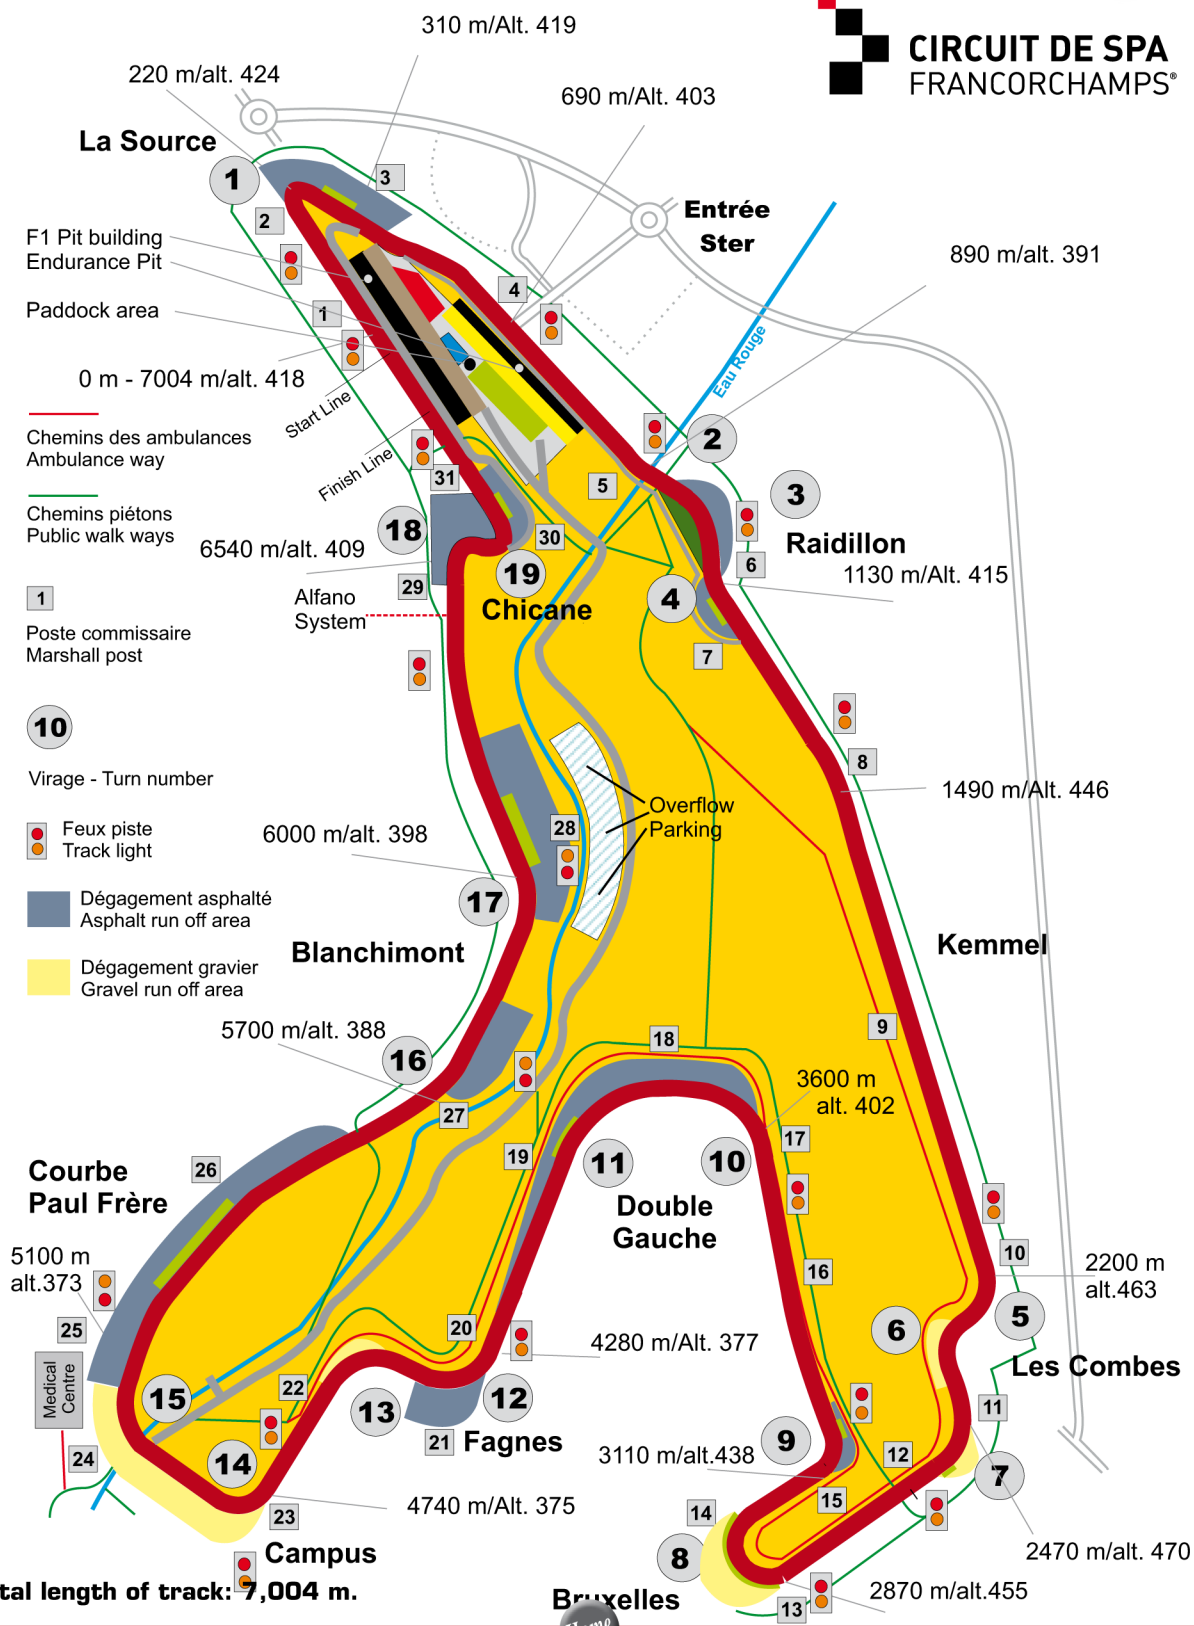 310 m/Alt. 419
CIRCUIT DE SPA
FRANCORCHAMPS®
220 m/alt. 424
690 m/Alt. 403
La Source
1
3
2
Entrée
Ster
F1 Pit building
Endurance Pit
890 m/alt. 391
4
Paddock area
1
Eau Rouge
0 m - 7004 m/alt. 418
Start Line
Chemins des ambulances
Ambulance way
2
Finish Line
31
5
3
Chemins piétons
Public walk ways
18
30
Raidillon
6540 m/alt. 409
19
6
1130 m/Alt. 415
29
4
1
Alfano
System
Chicane
Poste commissaire
Marshall post
7
10
8
Virage - Turn number
1490 m/Alt. 446
Overflow
Parking
Feux piste
Track light
6000 m/alt. 398
28
17
Dégagement asphalté
Asphalt run off area
Blanchimont
Kemmel
Dégagement gravier
Gravel run off area
5700 m/alt. 388
9
18
16
3600 m
alt. 402
27
17
19
11
10
26
Courbe
Paul Frère
Double
Gauche
5100 m
alt.373
16
10
2200 m
alt.463
25
20
6
5
4280 m/Alt. 377
Les Combes
Medical
Centre
22
15
13
12
11
21
Fagnes
9
12
24
14
3110 m/alt.438
7
4740 m/Alt. 375
15
23
14
Campus
8
2470 m/alt. 470
tal length of track: 7,004 m.
2870 m/alt.455
Bruxelles
13
Home